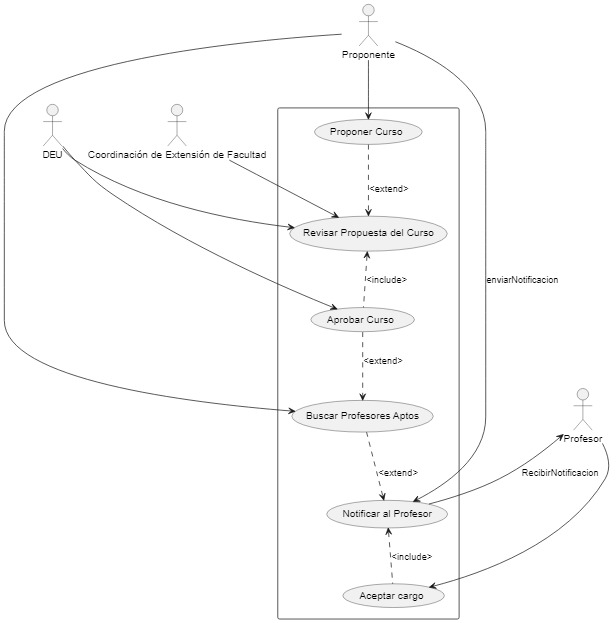 Proponente
Proponer Curso
DEU
Coordinación de Extensión de Facultad
<extend>
Revisar Propuesta del Curso
<include>
enviarNotificacion
Aprobar Curso
<extend>
Buscar Profesores Aptos
Profesor
<extend>
RecibirNotificacion
Notificar al Profesor
<include>
Aceptar cargo